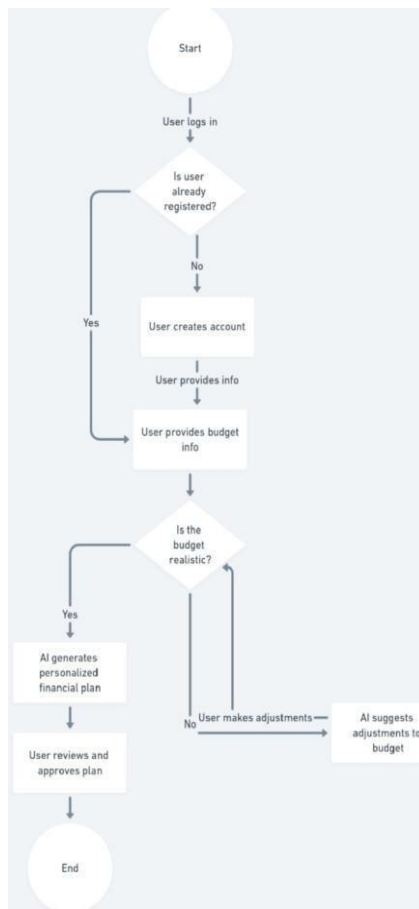 Start
User logs in
Is user
already
registered?
No
Yes
User creates account
User provides info
User provides budget
info
Is the
budget
realistic?
Yes
AI generates
personalized
financial plan
No
User makes adjustments
AI suggests
adjustments to
budget
User reviews and
approves plan
End